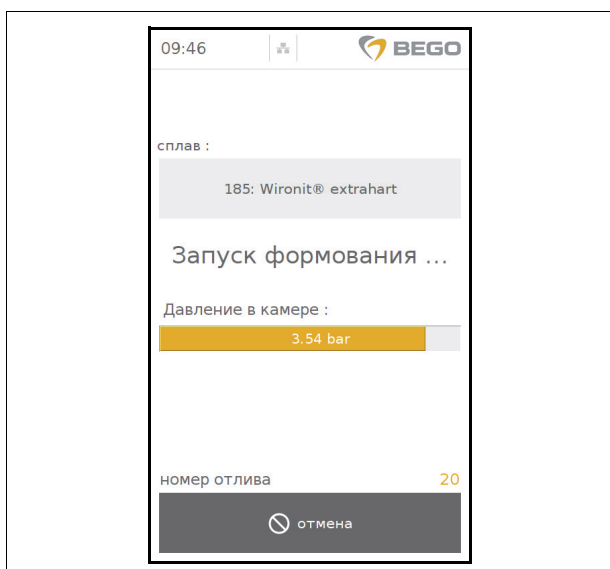 09:46 BEGO
сплав :
185: Wironit® extrahart
Запуск формования ...
Давление в камере :
3.54 bar
номер отлива 20
отмена